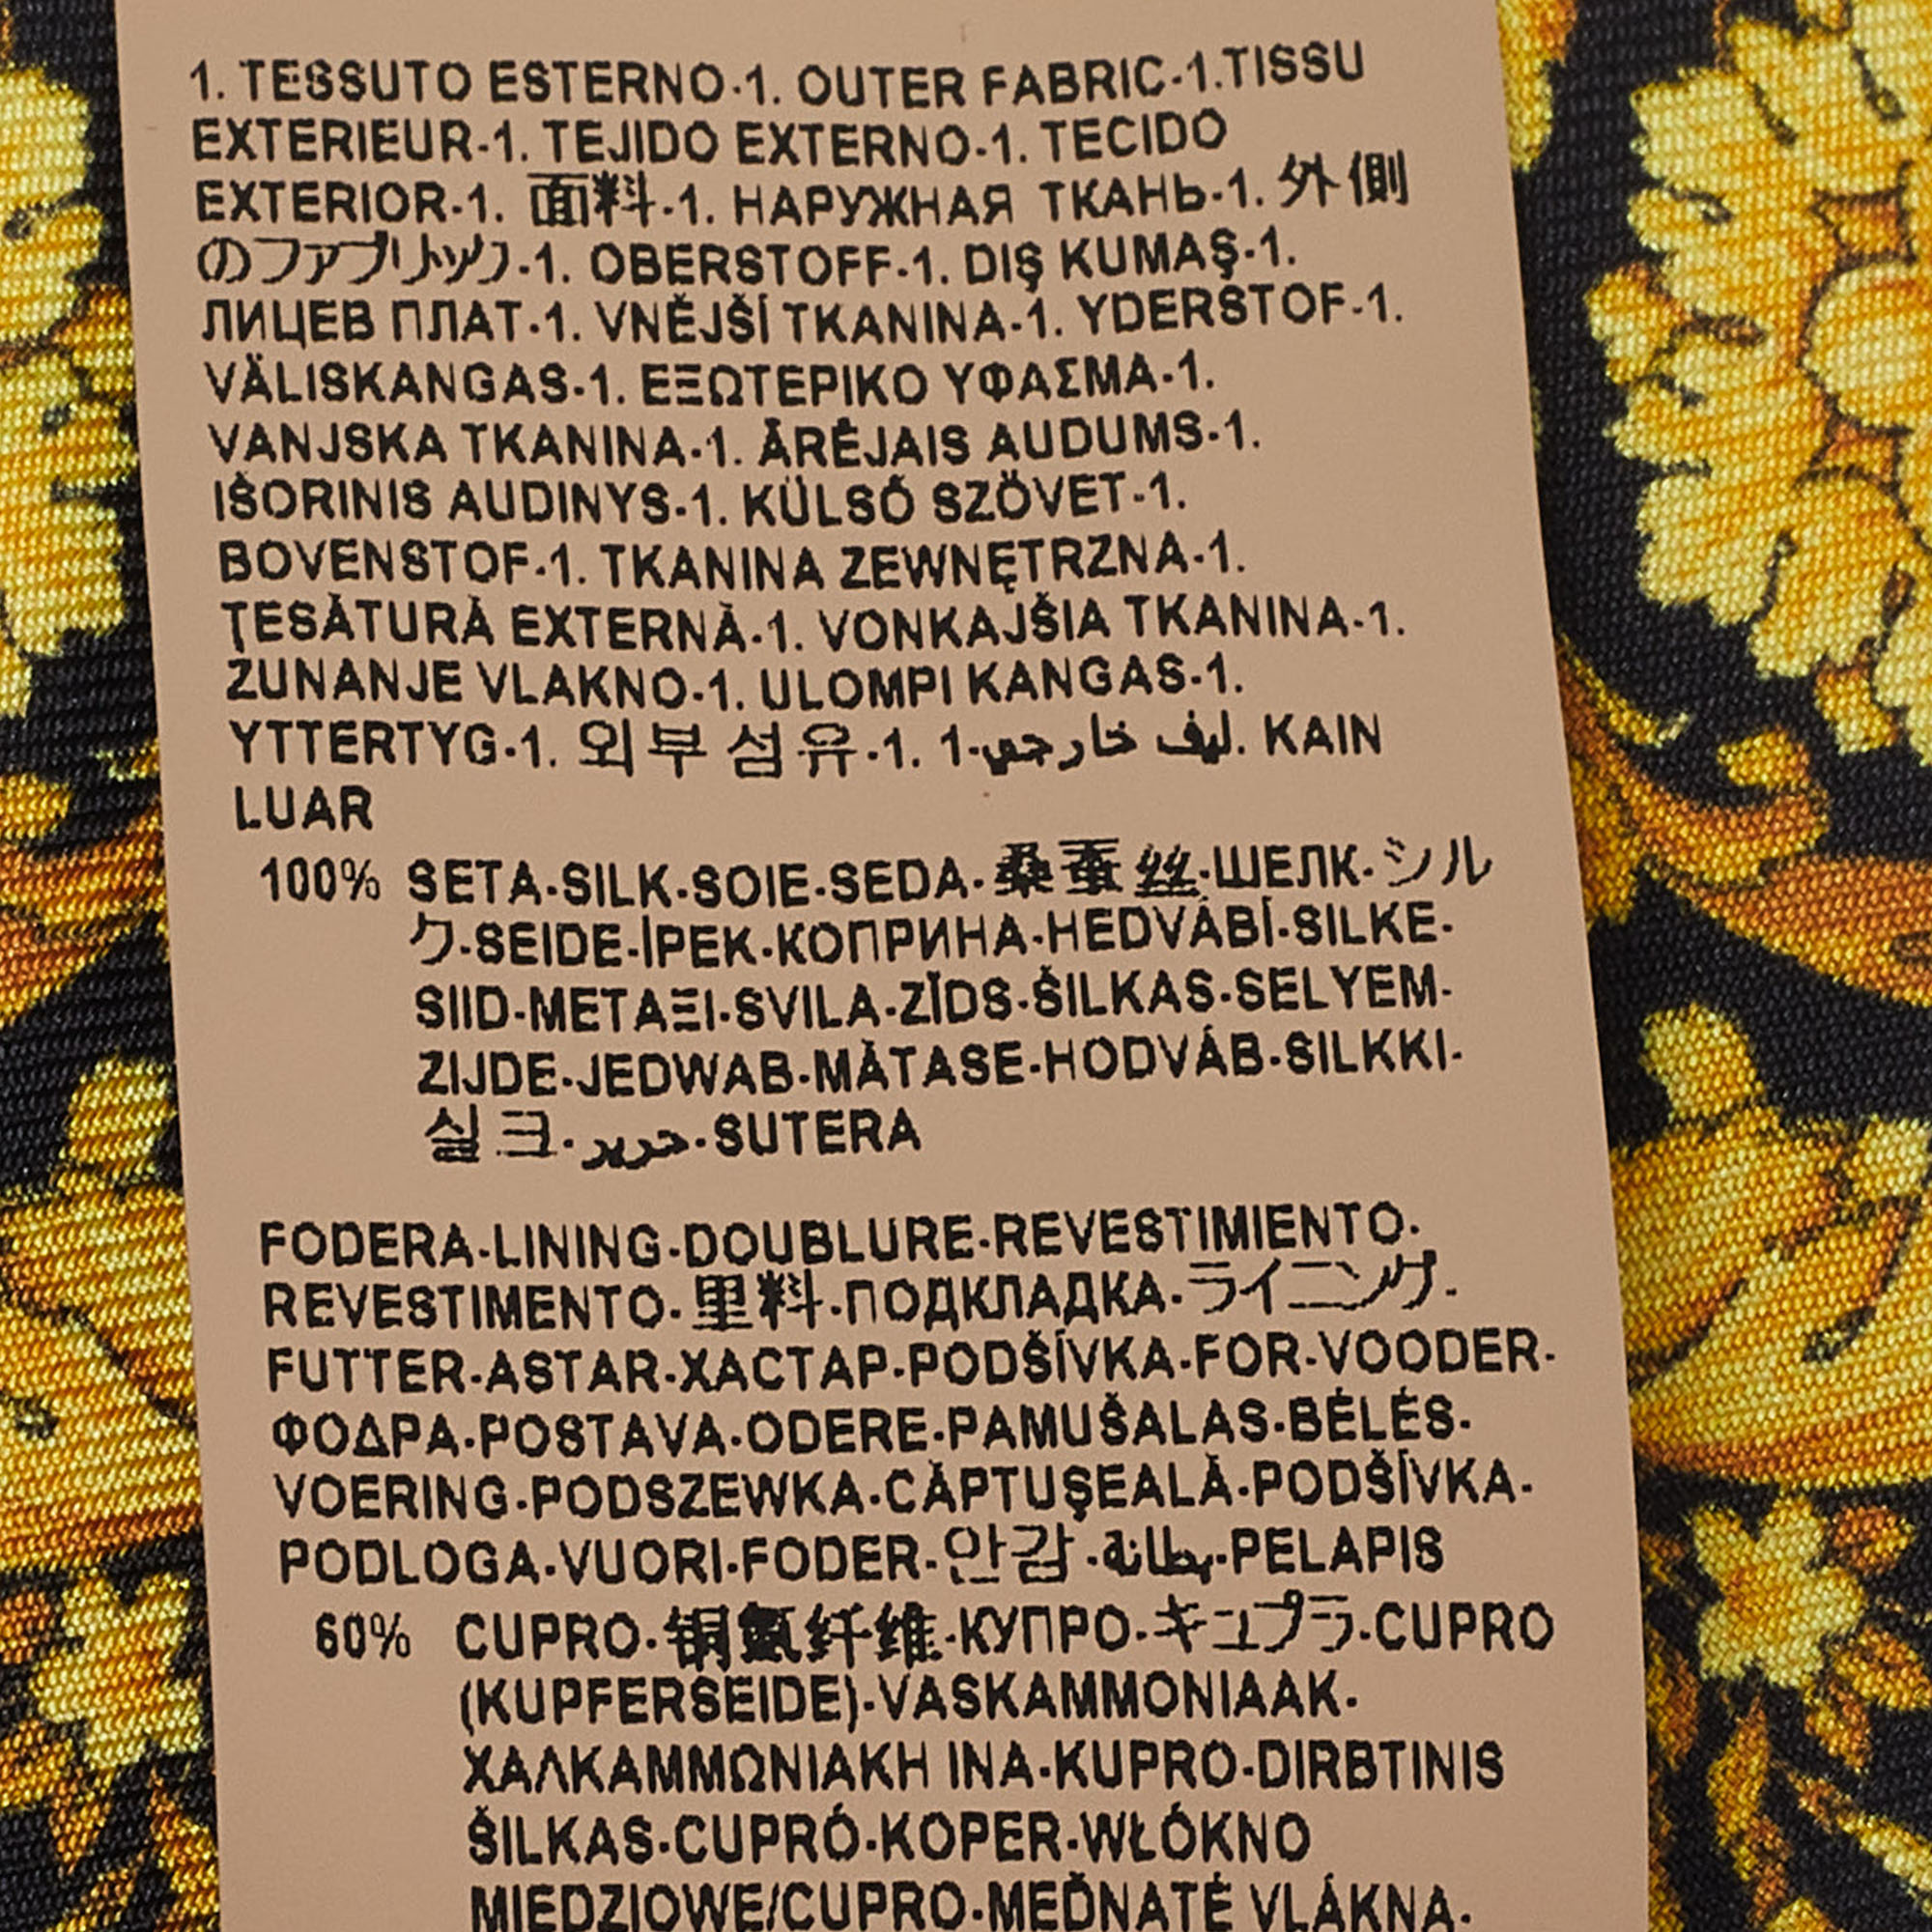 1. TESSUTO ESTERNO-1. OUTER FABRIC-1.TISSU
EXTERIEUR-1. TEJIDO EXTERNO-1. TECIDO
EXTERIOR-1. 面料-1. НАРУЖНАЯ ТКАНЬ-1. 外側
のファブリック-1. OBERSTOFF-1. DIŞ KUMAŞ-1.
ЛИЦЕВ ПЛАТ-1. VNĚJŠÍ TKANINA-1. YDERSTOF-1.
VÄLISKANGAS-1. ΕΞΩΤΕΡΙΚΟ ΥΦΑΣΜΑ-1.
VANJSKA TKANINA-1. ĀRĒJAIS AUDUMS-1.
IŠORINIS AUDINYS-1. KÜLSŐ SZÖVET-1.
BOVENSTOF-1. TKANINA ZEWNĘTRZNA-1.
ŢESĂTURĂ EXTERNĂ-1. VONKAJŠIA TKANINA-1.
ZUNANJE VLAKNO-1. ULOMPI KANGAS-1.
YTTERTYG-1. 외부 섬유-1. ليف خارجي-1. KAIN
LUAR
100% SETA-SILK-SOIE-SEDA-桑蚕丝-ШЕЛК-シル
ク-SEIDE-İPEK-КОПРИНА-HEDVÁBÍ-SILKE-
SIID-ΜΕΤΑΞΙ-SVILA-ZĪDS-ŠILKAS-SELYEM-
ZIJDE-JEDWAB-MĂTASE-HODVÁB-SILKKI-
실크-حرير-SUTERA
FODERA-LINING-DOUBLURE-REVESTIMIENTO-
REVESTIMENTO-里料-ПОДКЛАДКА-ライニング-
FUTTER-ASTAR-ХАСТАР-PODŠÍVKA-FOR-VOODER-
ΦΟΔΡΑ-POSTAVA-ODERE-PAMUŠALAS-BÉLÉS-
VOERING-PODSZEWKA-CĂPTUŞEALĂ-PODŠÍVKA-
PODLOGA-VUORI-FODER-안감-بطانة-PELAPIS
60% CUPRO-铜氨纤维-КУПРО-キュプラ-CUPRO
(KUPFERSEIDE)-VASKAMMONIAAK-
ΧΑΛΚΑΜΜΩΝΙΑΚΗ ΙΝΑ-KUPRO-DIRBTINIS
ŠILKAS-CUPRÓ-KOPER-WŁÓKNO
MIEDZIOWE/CUPRO-MEĎNATÉ VLÁKNA-